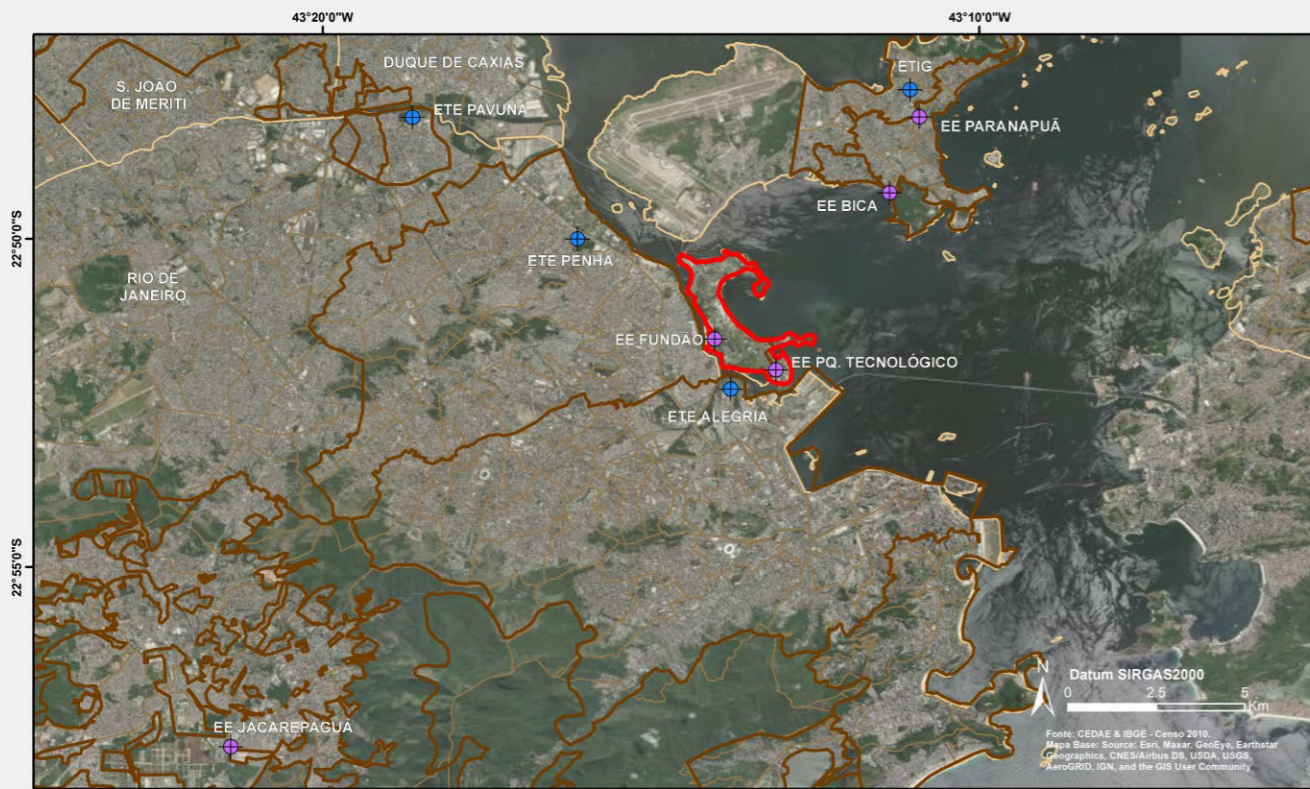 43°20'0"W
43°10'0"W
DUQUE DE CAXIAS
ETIG
S. JOÃO
DE MERITI
ETE PAVUNA
EE PARANAPUÃ
EE BICA
22°50'0"S
ETE PENHA
RIO DE
JANEIRO
EE FUNDÃO
EE PQ. TECNOLÓGICO
ETE ALEGRIA
22°55'0"S
N
Datum SIRGAS2000
0 2.5 5
Km
EE JACAREPAGUÁ
Fonte: CEDAE & IBGE - Censo 2010.
Mapa Base: Source: Esri, Maxar, GeoEye, Earthstar
Geographics, CNES/Airbus DS, USDA, USGS,
AeroGRID, IGN, and the GIS User Community